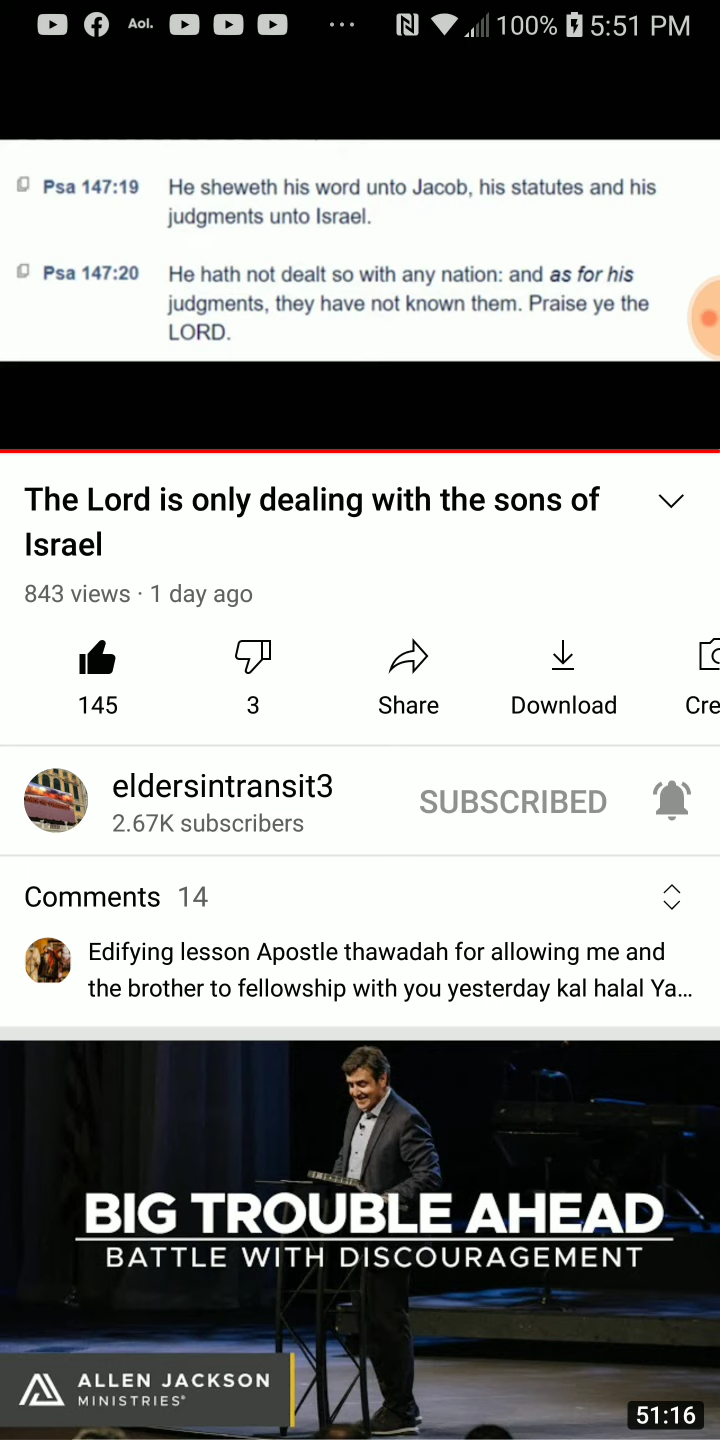 Aol.
··· 100% 5:51 PM
Psa 147:19 He sheweth his word unto Jacob, his statutes and his
judgments unto Israel.
Psa 147:20 He hath not dealt so with any nation: and as for his
judgments, they have not known them. Praise ye the
LORD.
The Lord is only dealing with the sons of
Israel
843 views · 1 day ago
145 3 Share Download Cre
eldersintransit3 SUBSCRIBED
2.67K subscribers
Comments 14
Edifying lesson Apostle thawadah for allowing me and
the brother to fellowship with you yesterday kal halal Ya...
BIG TROUBLE AHEAD
BATTLE WITH DISCOURAGEMENT
ALLEN JACKSON
MINISTRIES®
51:16